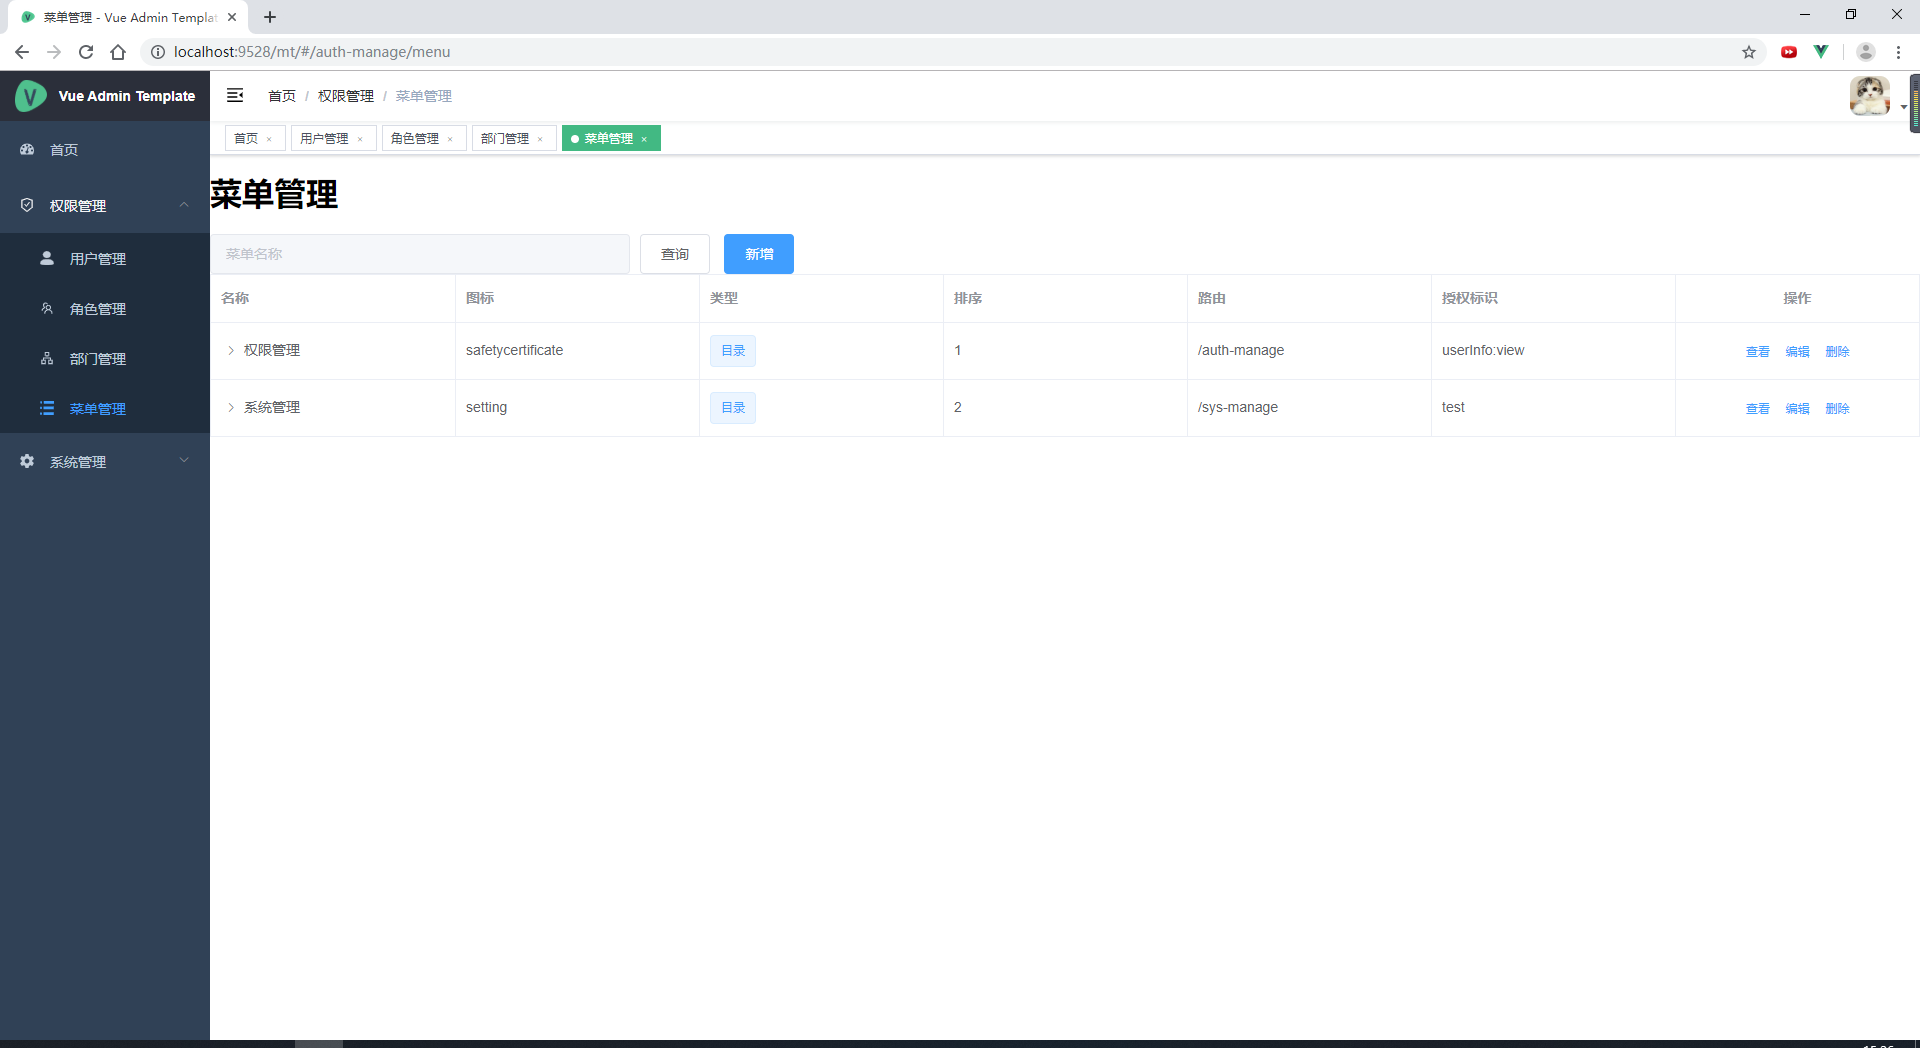 菜单管理 - Vue Admin Templat
localhost:9528/mt/#/auth-manage/menu
Vue Admin Template
首页 / 权限管理 / 菜单管理
首页 × 用户管理 × 角色管理 × 部门管理 × 菜单管理 ×
首页
权限管理
用户管理
角色管理
部门管理
菜单管理
系统管理
菜单管理
菜单名称 查询 新增
名称 图标 类型 排序 路由 授权标识 操作
权限管理 safetycertificate 目录 1 /auth-manage userInfo:view 查看 编辑 删除
系统管理 setting 目录 2 /sys-manage test 查看 编辑 删除